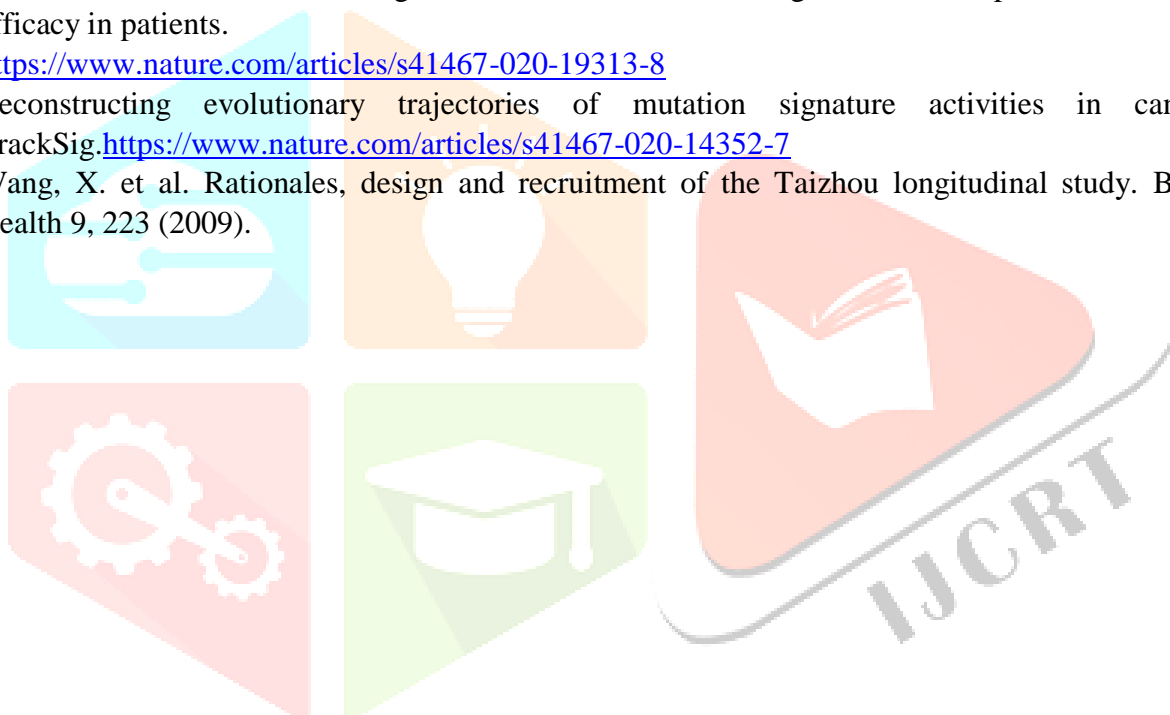 fficacy in patients.
ttps://www.nature.com/articles/s41467-020-19313-8
econstructing evolutionary trajectories of mutation signature activities in can
rackSig.https://www.nature.com/articles/s41467-020-14352-7
ang, X. et al. Rationales, design and recruitment of the Taizhou longitudinal study. B
ealth 9, 223 (2009).
IJCRT